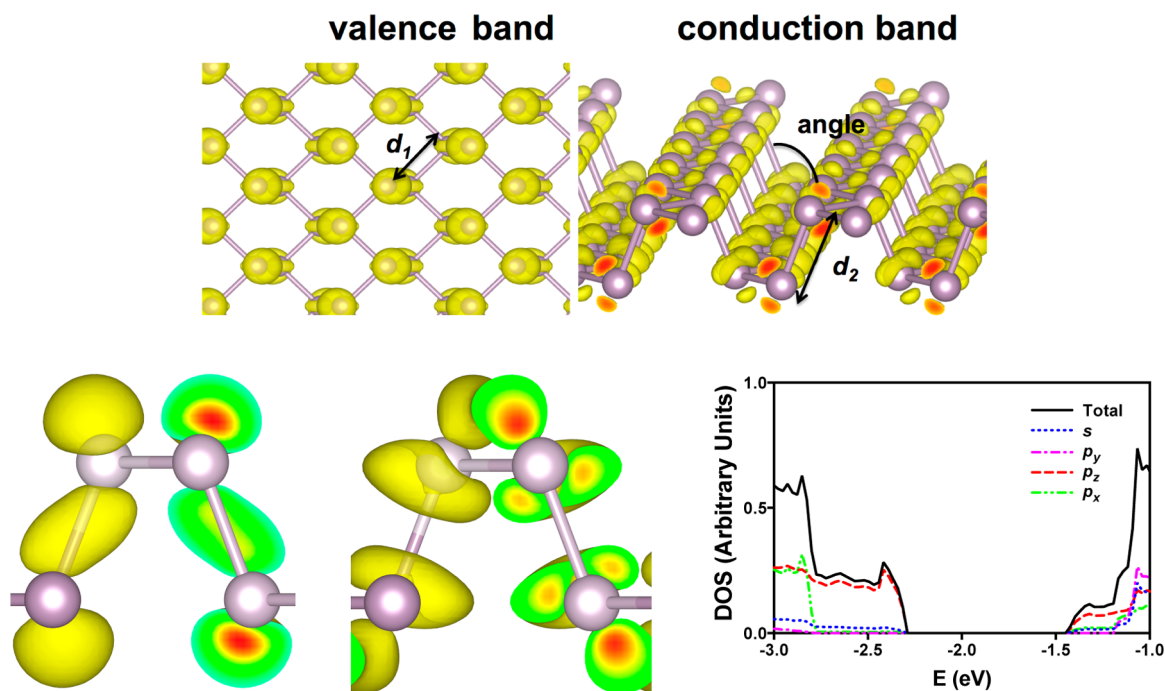 valence band
conduction band
d1
angle
d2
DOS (Arbitrary Units)
1.0
0.5
0.0
Total
s
py
pz
px
-3.0 -2.5 -2.0 -1.5 -1.0
E (eV)